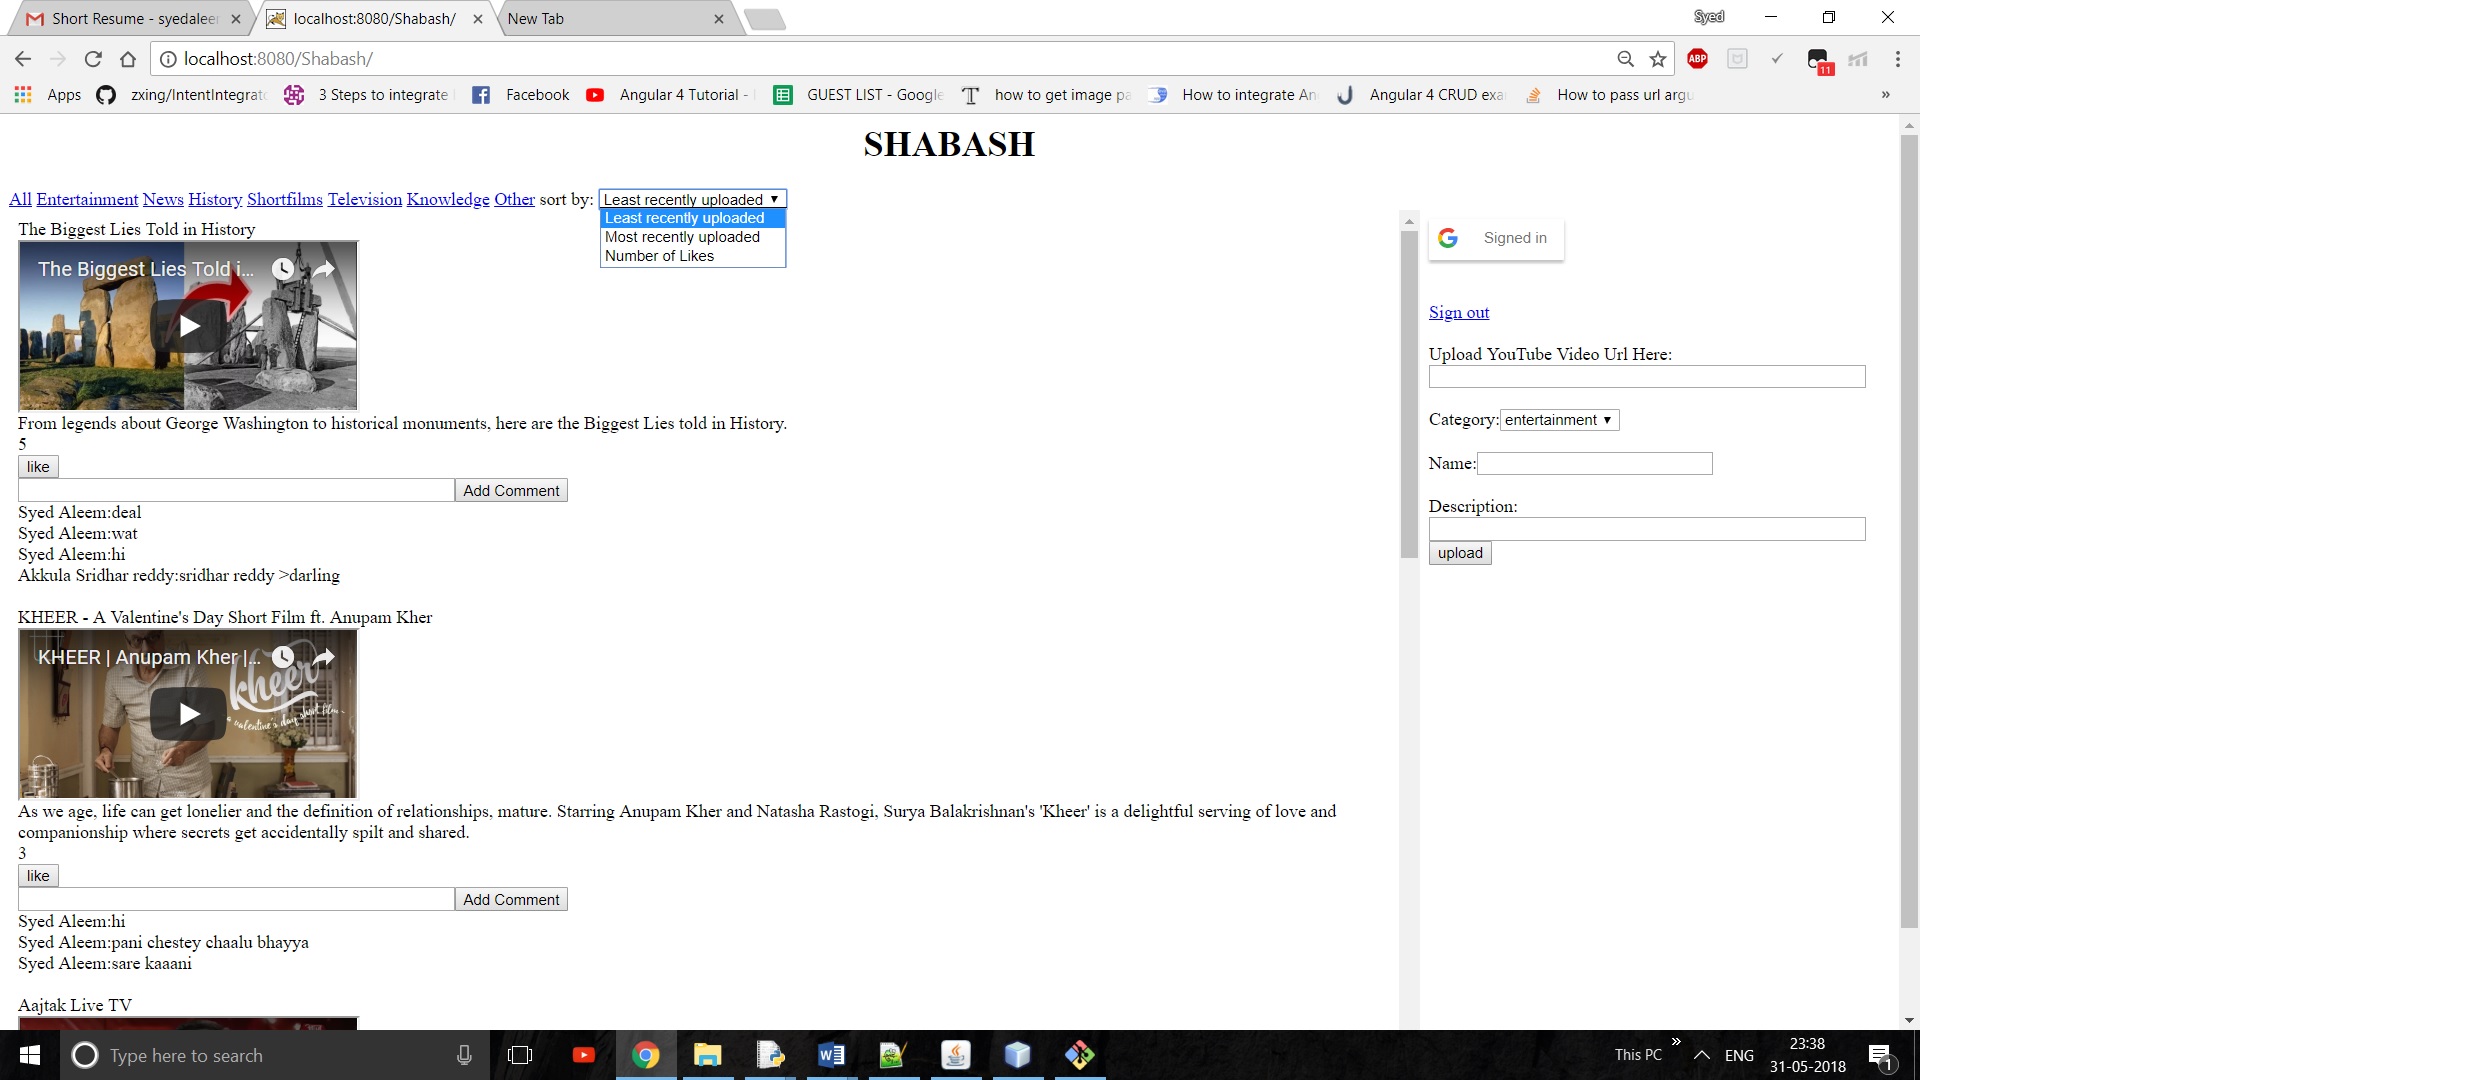 Short Resume - syedaleer
localhost:8080/Shabash/
New Tab
Syed
localhost:8080/Shabash/
ABP
11
Apps
zxing/IntentIntegrato
3 Steps to integrate
Facebook
Angular 4 Tutorial -
GUEST LIST - Google
how to get image pa
How to integrate An
Angular 4 CRUD exa
How to pass url argu
»
SHABASH
All Entertainment News History Shortfilms Television Knowledge Other sort by: Least recently uploaded
Least recently uploaded
Most recently uploaded
Number of Likes
The Biggest Lies Told in History
The Biggest Lies Told i...
From legends about George Washington to historical monuments, here are the Biggest Lies told in History.
5
like
Add Comment
Syed Aleem:deal
Syed Aleem:wat
Syed Aleem:hi
Akkula Sridhar reddy:sridhar reddy >darling
KHEER - A Valentine's Day Short Film ft. Anupam Kher
KHEER | Anupam Kher |...
kheer
a valentine's day short film
As we age, life can get lonelier and the definition of relationships, mature. Starring Anupam Kher and Natasha Rastogi, Surya Balakrishnan's 'Kheer' is a delightful serving of love and
companionship where secrets get accidentally spilt and shared.
3
like
Add Comment
Syed Aleem:hi
Syed Aleem:pani chestey chaalu bhayya
Syed Aleem:sare kaaani
Aajtak Live TV
Signed in
Sign out
Upload YouTube Video Url Here:
Category: entertainment
Name:
Description:
upload
Type here to search
This PC
»
ENG
23:38
31-05-2018
1